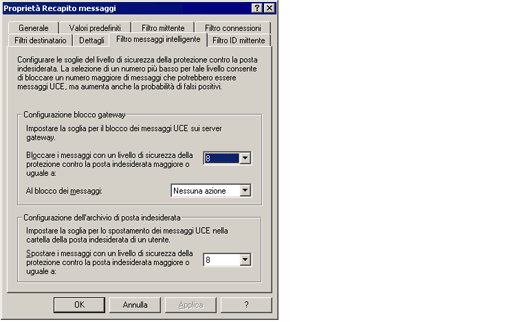 Proprietà Recapito messaggi
Generale
Valori predefiniti
Filtro mittente
Filtro connessioni
Filtri destinatario
Dettagli
Filtro messaggi intelligente
Filtro ID mittente
Configurare le soglie del livello di sicurezza della protezione contro la posta
indesiderata. La selezione di un numero più basso per tale livello consente
di bloccare un numero maggiore di messaggi che potrebbero essere
messaggi UCE, ma aumenta anche la probabilità di falsi positivi.
Configurazione blocco gateway
Impostare la soglia per il blocco dei messaggi UCE sui server
gateway.
Bloccare i messaggi con un livello di sicurezza della
protezione contro la posta indesiderata maggiore o
uguale a:
8
Al blocco dei messaggi:
Nessuna azione
Configurazione dell'archivio di posta indesiderata
Impostare la soglia per lo spostamento dei messaggi UCE nella
cartella della posta indesiderata di un utente.
Spostare i messaggi con un livello di sicurezza della
protezione contro la posta indesiderata maggiore o
uguale a:
8
OK
Annulla
Applica
?